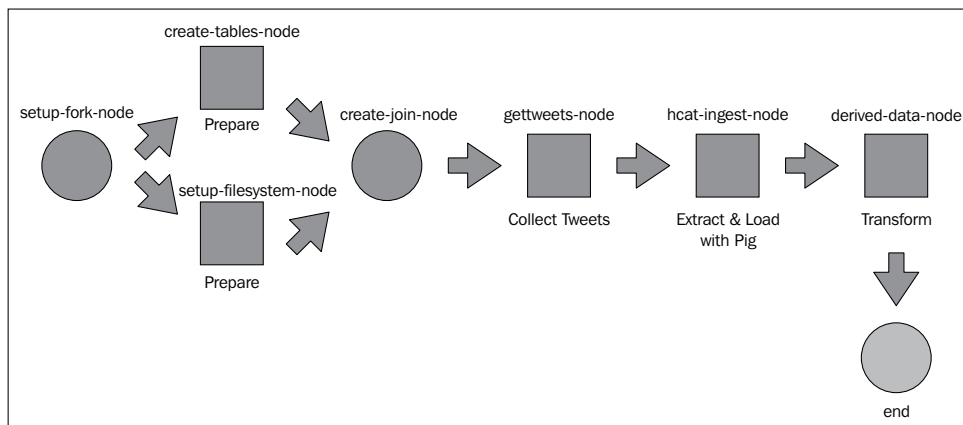 create-tables-node
Prepare
setup-fork-node
setup-filesystem-node
Prepare
create-join-node
gettweets-node
Collect Tweets
hcat-ingest-node
Extract & Load
with Pig
derived-data-node
Transform
end